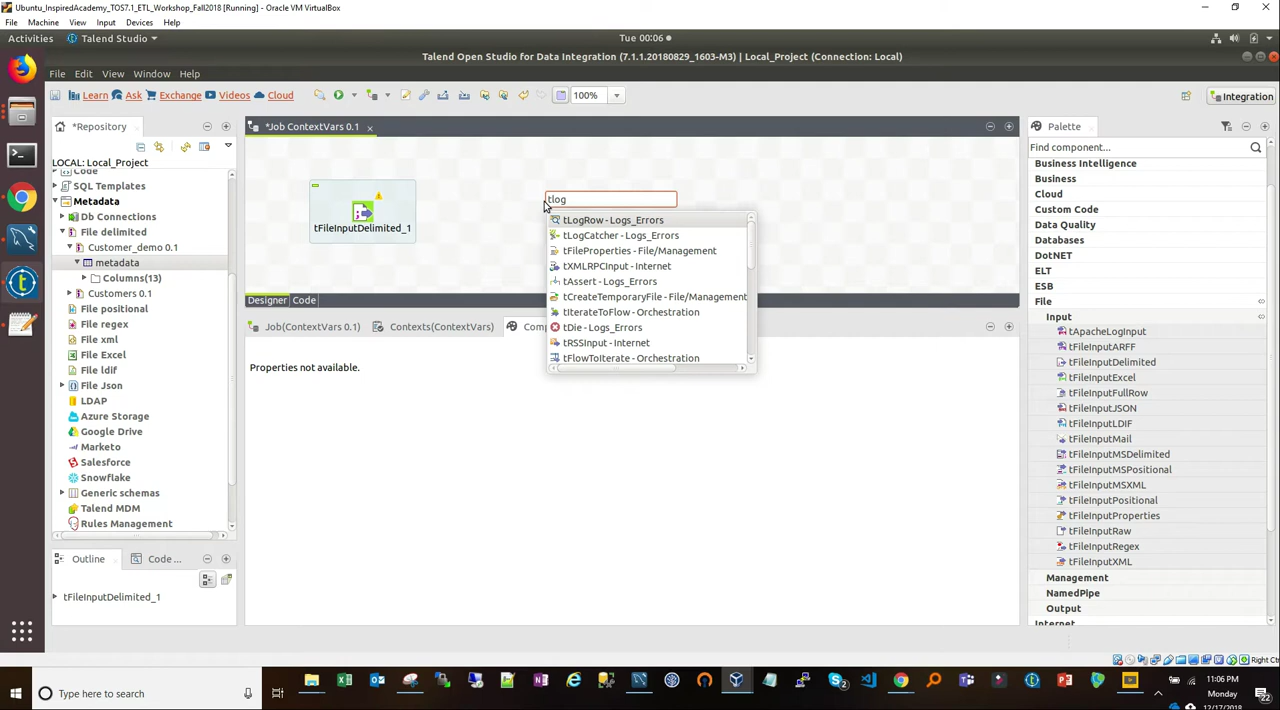 Ubuntu_InspiredAcademy_TOS7.1_ETL_Workshop_Fall2018 [Running] - Oracle VM VirtualBox
File Machine View Input Devices Help
Activities Talend Studio Tue 00:06
Talend Open Studio for Data Integration (7.1.1.20180829_1603-M3) | Local_Project (Connection: Local)
File Edit View Window Help
Learn Ask Exchange Videos Cloud 100% Integration
*Repository
LOCAL: Local_Project
Code
SQL Templates
Metadata
Db Connections
File delimited
Customer_demo 0.1
metadata
Columns(13)
Customers 0.1
File positional
File regex
File xml
File Excel
File ldif
File Json
LDAP
Azure Storage
Google Drive
Marketo
Salesforce
Snowflake
Generic schemas
Talend MDM
Rules Management
Outline Code ...
tFileInputDelimited_1
*Job ContextVars 0.1
tFileInputDelimited_1
tlog
tLogRow - Logs_Errors
tLogCatcher - Logs_Errors
tFileProperties - File/Management
tXMLRPCInput - Internet
tAssert - Logs_Errors
tCreateTemporaryFile - File/Management
tIterateToFlow - Orchestration
tDie - Logs_Errors
tRSSInput - Internet
tFlowToIterate - Orchestration
Designer Code
Job(ContextVars 0.1) Contexts(ContextVars)
Properties not available.
Palette
Find component...
Business Intelligence
Business
Cloud
Custom Code
Data Quality
Databases
DotNET
ELT
ESB
File
Input
tApacheLogInput
tFileInputARFF
tFileInputDelimited
tFileInputExcel
tFileInputFullRow
tFileInputJSON
tFileInputLDIF
tFileInputMail
tFileInputMSDelimited
tFileInputMSPositional
tFileInputMSXML
tFileInputPositional
tFileInputProperties
tFileInputRaw
tFileInputRegex
tFileInputXML
Management
NamedPipe
Output
Internet
Right Ct
Type here to search
11:06 PM
Monday
12/17/2018
22